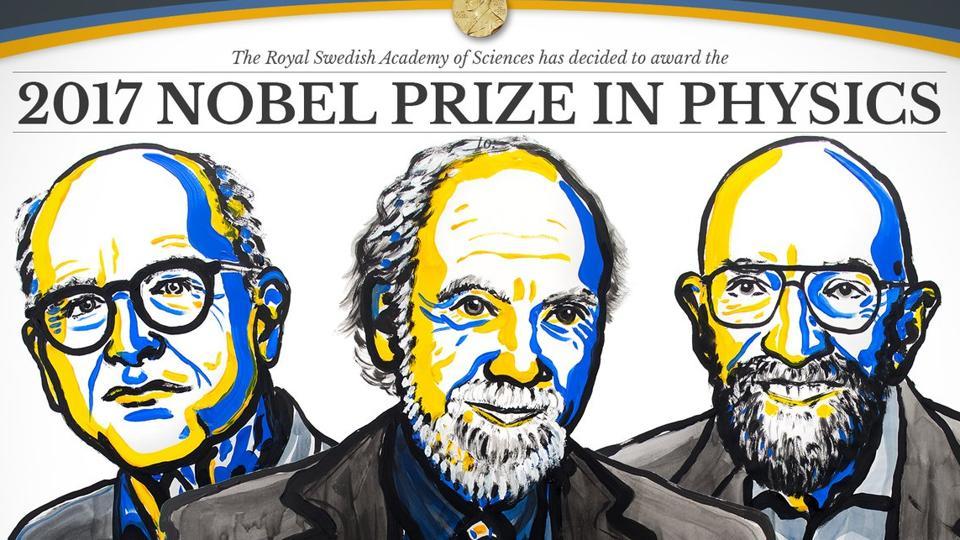 The Royal Swedish Academy of Sciences has decided to award the
2017 NOBEL PRIZE IN PHYSICS
to: